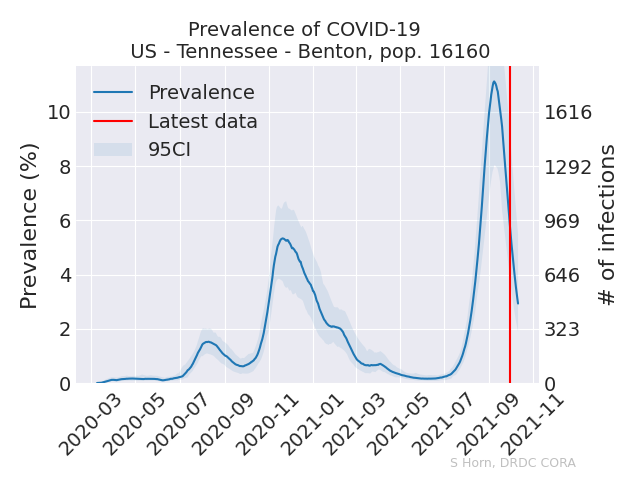 Prevalence of COVID-19
US - Tennessee - Benton, pop. 16160
Prevalence
Latest data
95CI
Prevalence (%)
10
8
6
4
2
0
1616
1292
969
646
323
0
# of infections
2020-03
2020-05
2020-07
2020-09
2020-11
2021-01
2021-03
2021-05
2021-07
2021-09
2021-11
S Horn, DRDC CORA